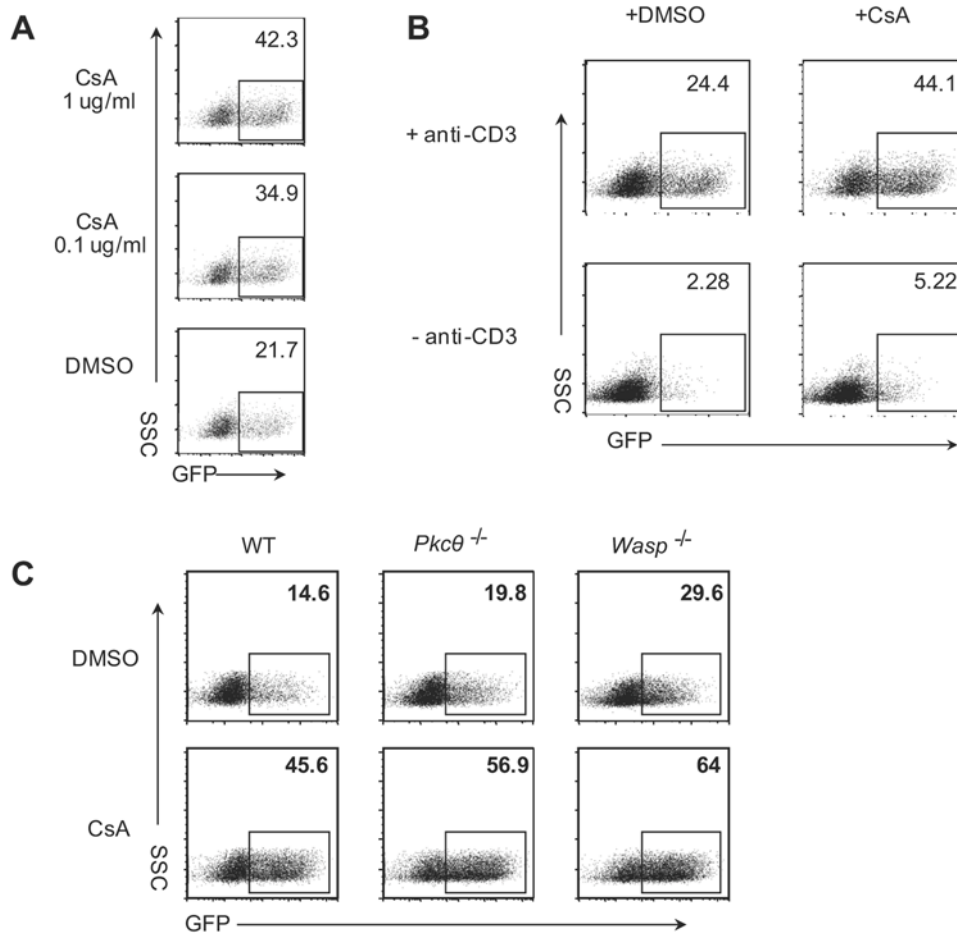 A
CsA
1 ug/ml
42.3
CsA
0.1 ug/ml
34.9
DMSO
21.7
SSC
GFP
B
+DMSO
+CsA
+ anti-CD3
24.4
44.1
- anti-CD3
2.28
5.22
SSC
GFP
C
WT
Pkcθ -/-
Wasp -/-
DMSO
14.6
19.8
29.6
CsA
45.6
56.9
64
SSC
GFP